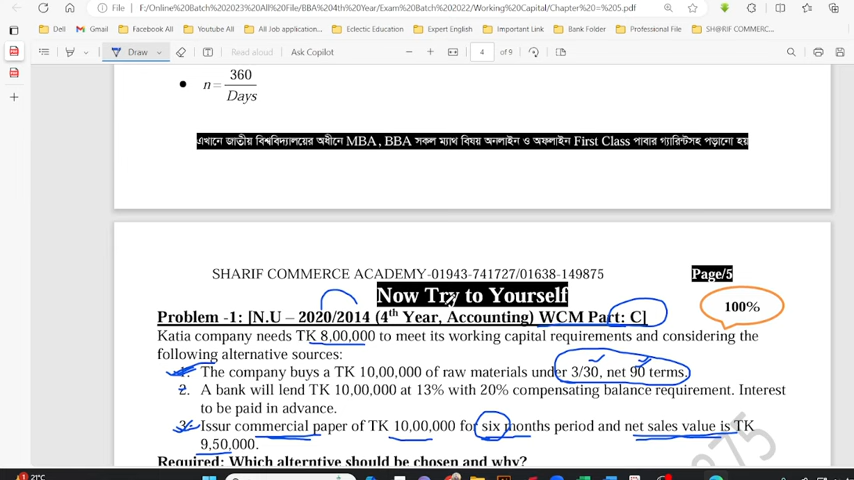 File
F:/Online%20Batch%202023%20All%20File/BBA%204th%20Year/Exam%20Batch%202022/Working%20Capital/Chapter%20=%205.pdf
Dell Gmail Facebook All Youtube All Job application... Eclectic Education Expert English Important Link Bank Folder Professional File SH@RIF COMMERC...
Draw Read aloud Ask Copilot 4 of 9
n = 360
Days
এখানে জাতীয় বিশ্ববিদ্যালয়ের অধীনে MBA, BBA সকল ম্যাথ বিষয় অনলাইন ও অফলাইন First Class পাবার গ্যারিন্টিসহ পড়ানো হয়
SHARIF COMMERCE ACADEMY-01943-741727/01638-149875 Page/5
Now Try to Yourself
100%
Problem -1: [N.U – 2020/2014 (4th Year, Accounting) WCM Part: C]
Katia company needs TK 8,00,000 to meet its working capital requirements and considering the
following alternative sources:
1. The company buys a TK 10,00,000 of raw materials under 3/30, net 90 terms.
2. A bank will lend TK 10,00,000 at 13% with 20% compensating balance requirement. Interest
to be paid in advance.
3. Issur commercial paper of TK 10,00,000 for six months period and net sales value is TK
9,50,000.
Required: Which alterntive should be chosen and why?
21°C